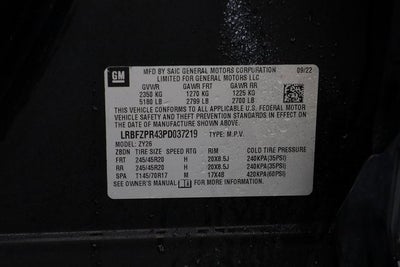 GM
MFD BY SAIC GENERAL MOTORS CORPORATION 09/22
GENERAL MOTORS LLC
GVWR GAWR FRT GAWR RR
2350 KG 1270 KG 1225 KG
5180 LB 2799 LB 2700 LB
THIS VEHICLE CONFORMS TO ALL APPLICABLE U.S. FEDERAL MOTOR
VEHICLE SAFETY AND THEFT PREVENTION STANDARDS IN EFFECT ON
THE DATE OF MANUFACTURE SHOWN ABOVE.
LRBFZPR43PD037219 TYPE: M.P.V.
MODEL: ZY26
ZBON TIRE SIZE SPEED RTG RIM COLD TIRE PRESSURE
FRT 245/45R20 H 20X8.5J 240KPA(35PSI)
RR 245/45R20 H 20X8.5J 240KPA(35PSI)
SPA T145/70R17 M 17X4B 420KPA(60PSI)
SEE OWNER'S MANUAL FOR MORE INFORMATION.